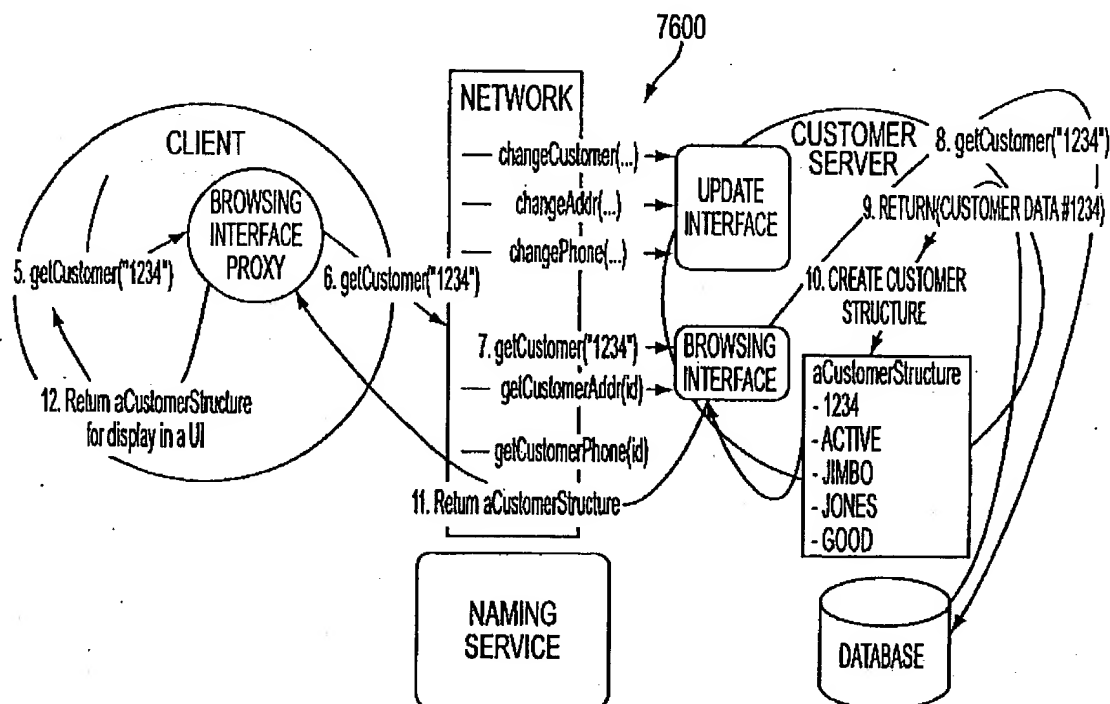 7600
NETWORK
CLIENT
BROWSING
INTERFACE
PROXY
5. getCustomer("1234")
6. getCustomer("1234")
12. Return aCustomerStructure
for display in a UI
changeCustomer(...)
changeAddr(...)
changePhone(...)
7. getCustomer("1234")
getCustomerAddr(id)
getCustomerPhone(id)
11. Return aCustomerStructure
UPDATE
INTERFACE
BROWSING
INTERFACE
CUSTOMER
SERVER
8. getCustomer("1234")
9. RETURN(CUSTOMER DATA #1234)
10. CREATE CUSTOMER
STRUCTURE
aCustomerStructure
- 1234
- ACTIVE
- JIMBO
- JONES
- GOOD
NAMING
SERVICE
DATABASE